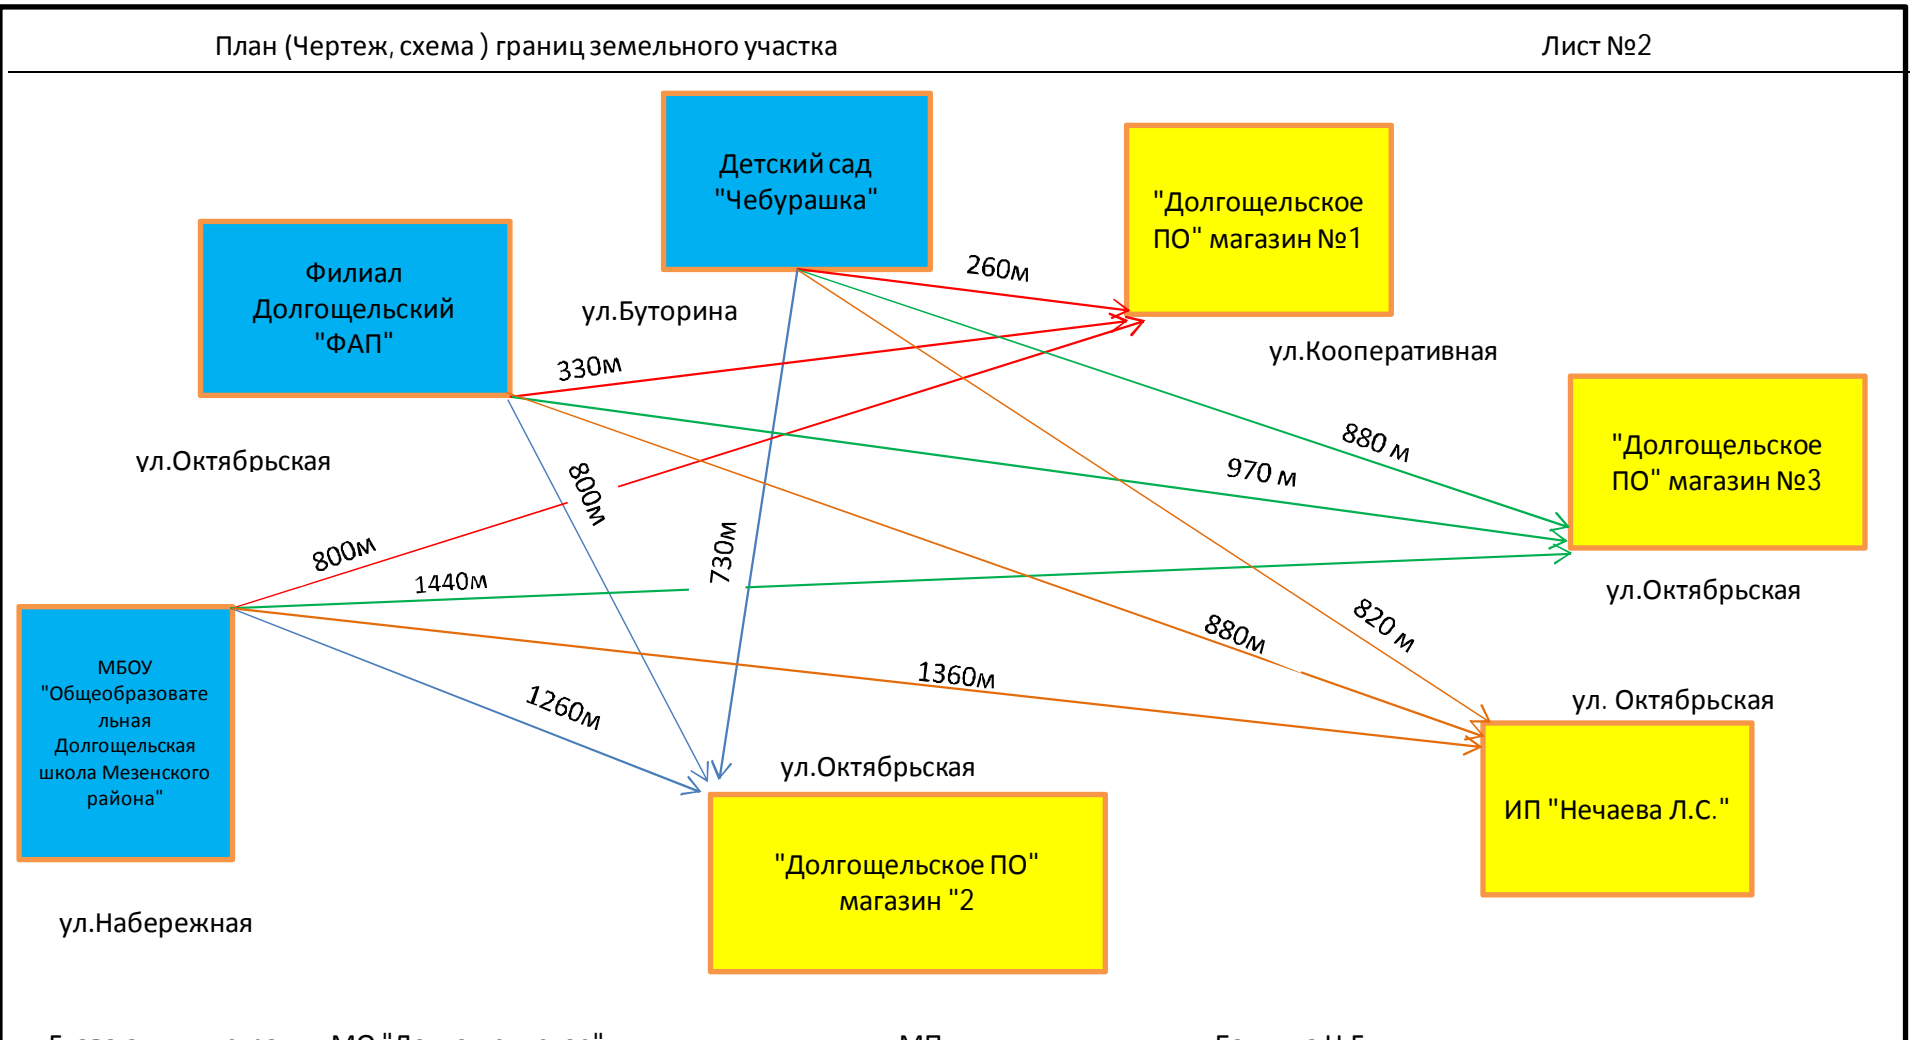 План (Чертеж, схема ) границ земельного участка
Лист №2
Детский сад
"Чебурашка"
"Долгощельское
ПО" магазин №1
Филиал
Долгощельский
"ФАП"
260м
ул.Буторина
330м
ул.Кооперативная
ул.Октябрьская
800м
880 м
970 м
"Долгощельское
ПО" магазин №3
800м
1440м
730м
ул.Октябрьская
820 м
880м
1360м
1260м
МБОУ
"Общеобразовате
льная
Долгощельская
школа Мезенского
района"
ул. Октябрьская
ул.Октябрьская
ИП "Нечаева Л.С."
"Долгощельское ПО"
магазин "2
ул.Набережная
МО
МП